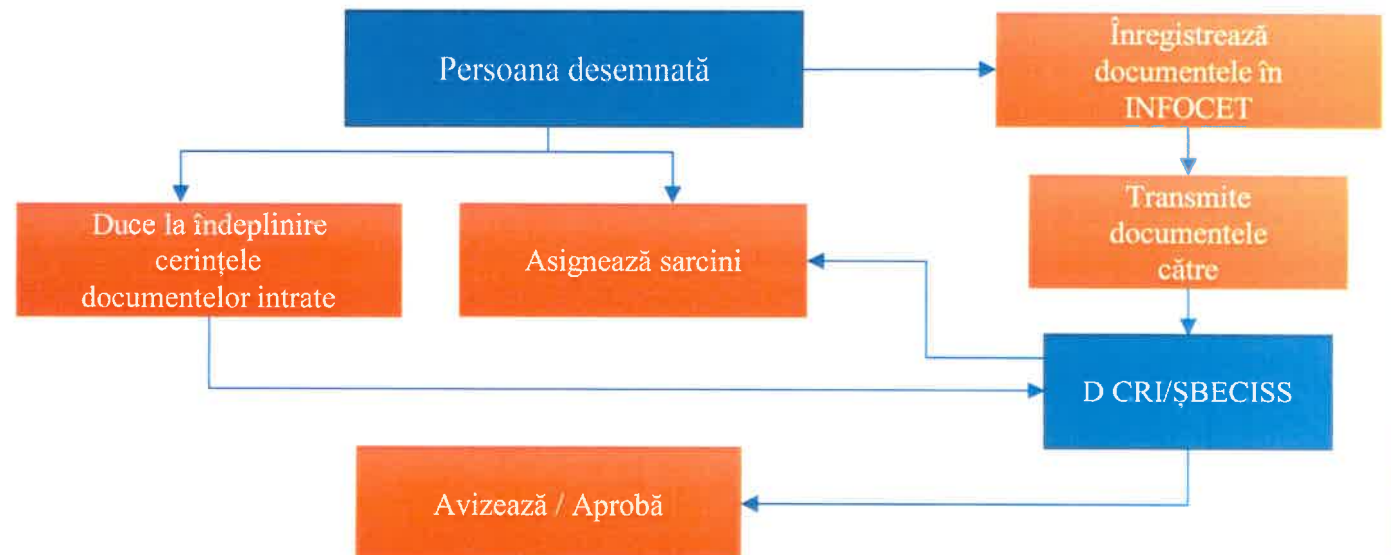 Persoana desemnată
Înregistrează
documentele în
INFOCET
Duce la îndeplinire
cerințele
documentelor intrate
Asignează sarcini
Transmite
documentele
către
D CRI/ȘBECISS
Avizează / Aprobă